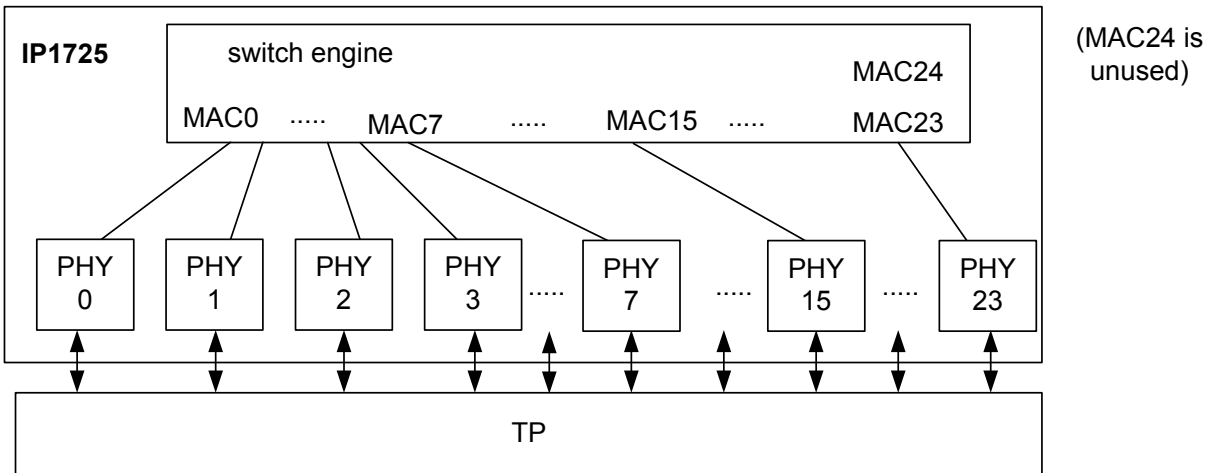 IP1725
switch engine
(MAC24 is
unused)
MAC24
MAC0 ..... MAC7 ..... MAC15 ..... MAC23
PHY
0
PHY
1
PHY
2
PHY
3
.....
PHY
7
.....
PHY
15
.....
PHY
23
TP